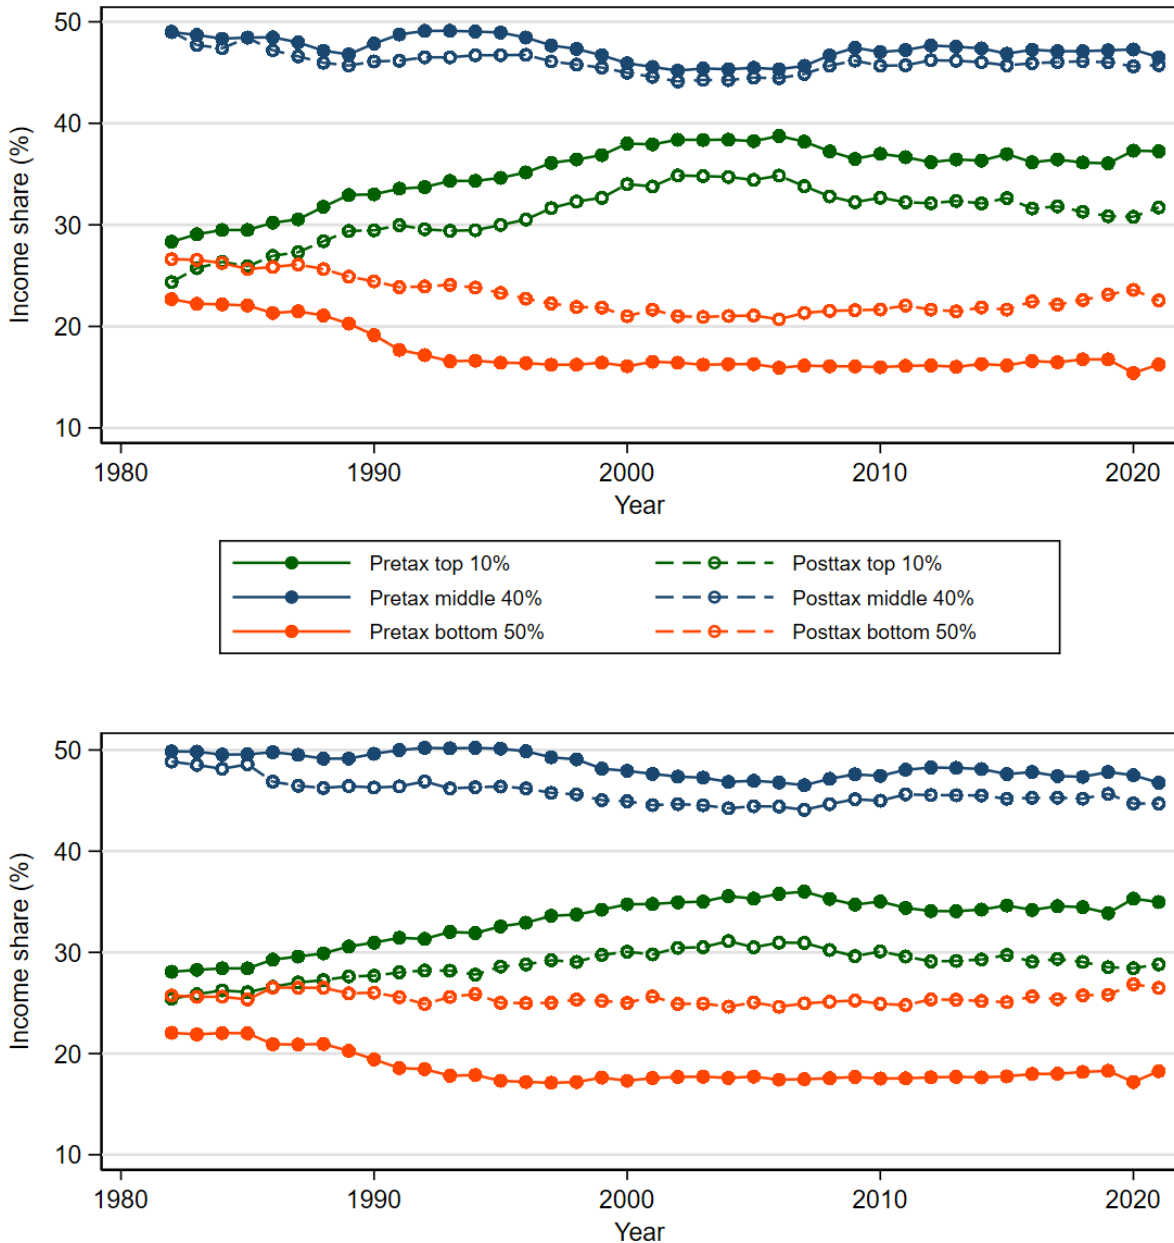 50
40
30
20
10
Income share (%)
1980 1990 2000 2010 2020
Year
Pretax top 10% Posttax top 10%
Pretax middle 40% Posttax middle 40%
Pretax bottom 50% Posttax bottom 50%
50
40
30
20
10
Income share (%)
1980 1990 2000 2010 2020
Year